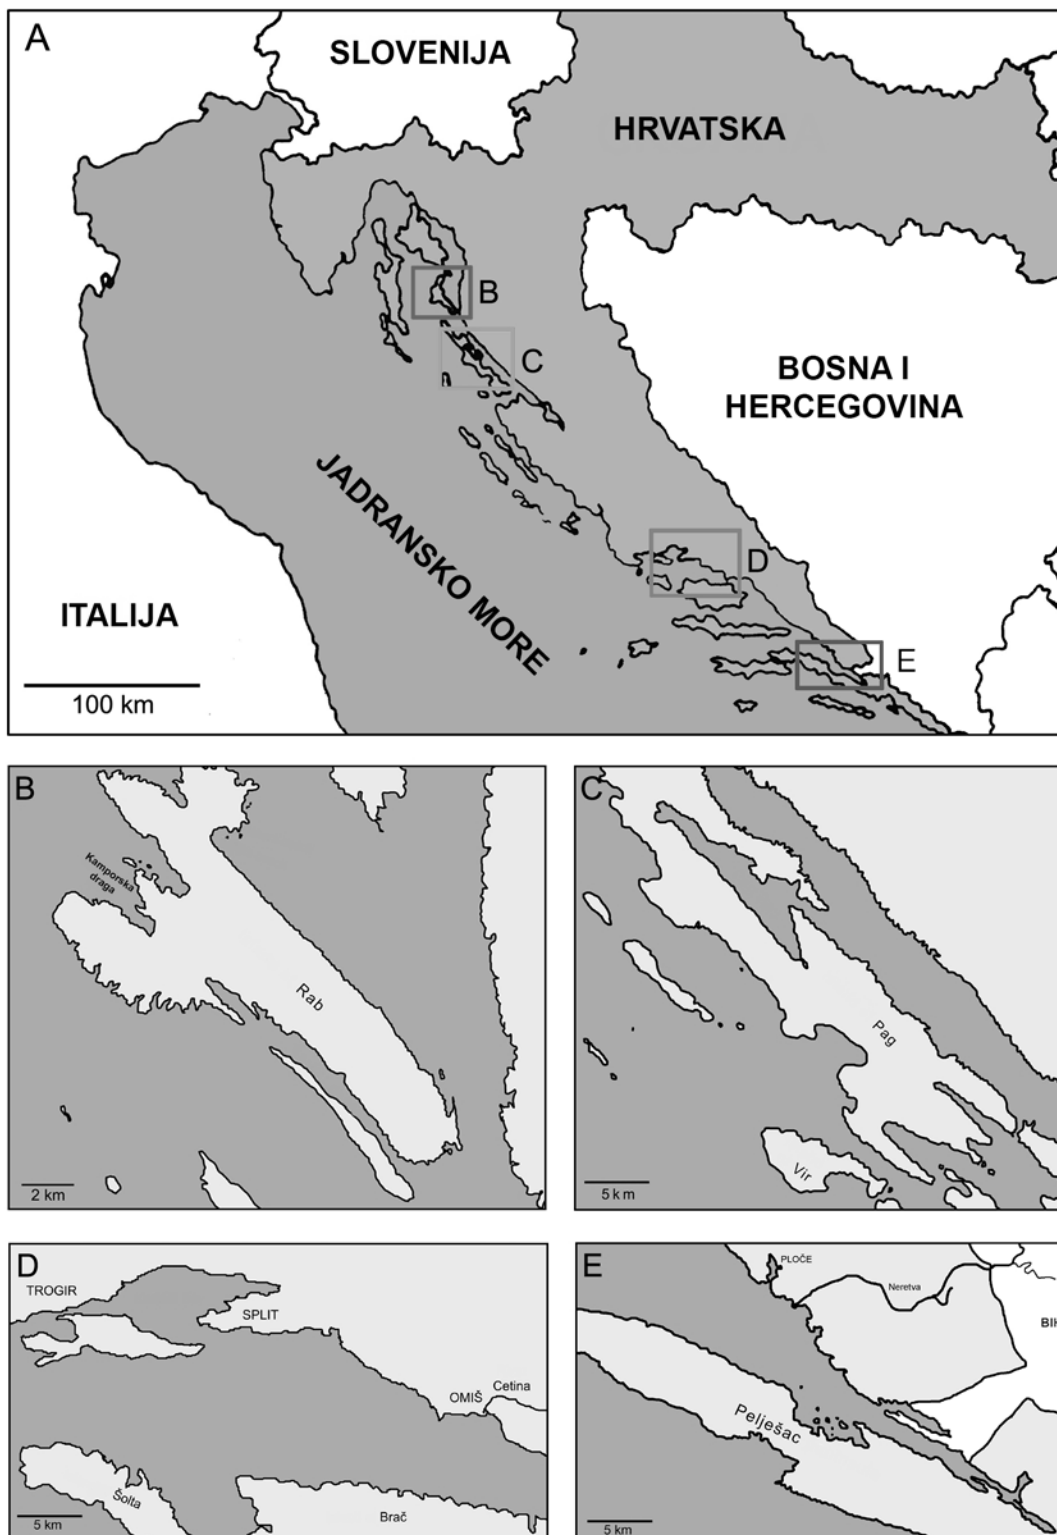 A
SLOVENIJA
HRVATSKA
B
C
BOSNA I
HERCEGOVINA
JADRANSKO MORE
D
ITALIJA
E
100 km
B
Kamporska
draga
Rab
2 km
C
Pag
Vir
5 km
D
TROGIR
SPLIT
Cetina
OMIŠ
Šolta
Brač
5 km
E
PLOČE
Neretva
BIH
Pelješac
5 km